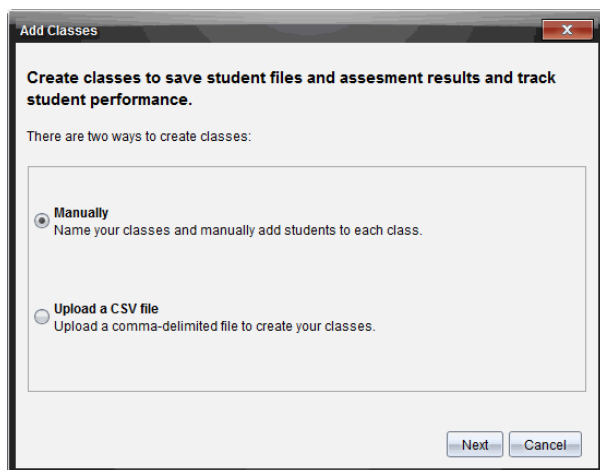 Add Classes
Create classes to save student files and assesment results and track
student performance.
There are two ways to create classes:
Manually
Name your classes and manually add students to each class.
Upload a CSV file
Upload a comma-delimited file to create your classes.
Next Cancel